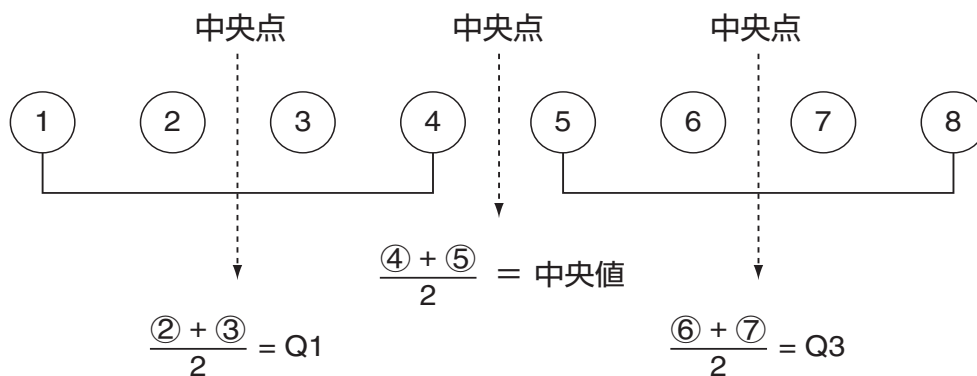 中央点 中央点 中央点
1 2 3 4 5 6 7 8
④ + ⑤
2
= 中央値
② + ③
2
= Q1
⑥ + ⑦
2
= Q3